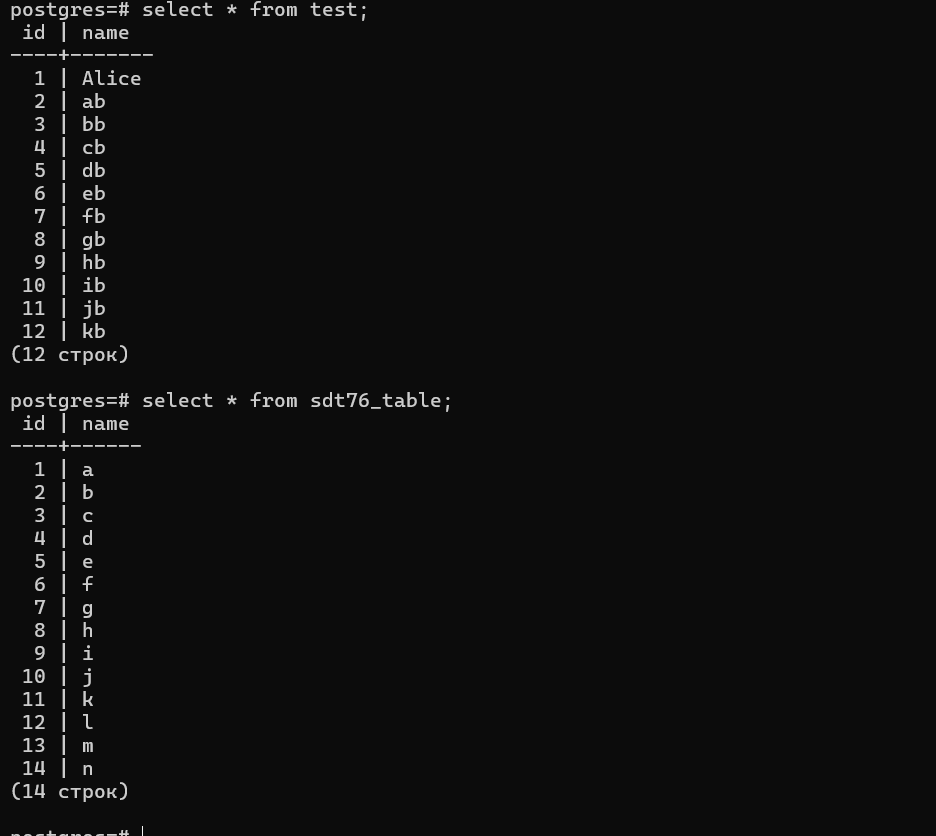 postgres=# select * from test;
 id | name
----+-------
  1 | Alice
  2 | ab
  3 | bb
  4 | cb
  5 | db
  6 | eb
  7 | fb
  8 | gb
  9 | hb
 10 | ib
 11 | jb
 12 | kb
(12 строк)

postgres=# select * from sdt76_table;
 id | name
----+------
  1 | a
  2 | b
  3 | c
  4 | d
  5 | e
  6 | f
  7 | g
  8 | h
  9 | i
 10 | j
 11 | k
 12 | l
 13 | m
 14 | n
(14 строк)

postgres=#